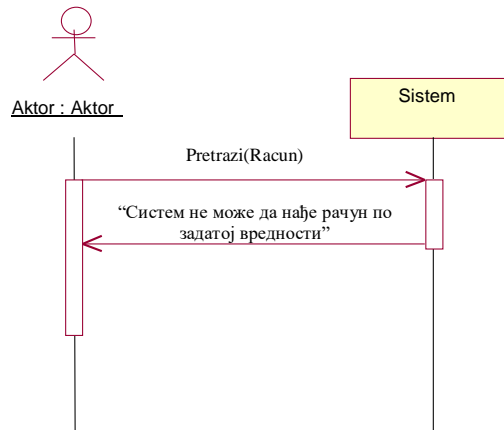 Aktor : Aktor
Sistem
Pretrazi(Racun)
“Систем не може да нађе рачун по
задатој вредности”